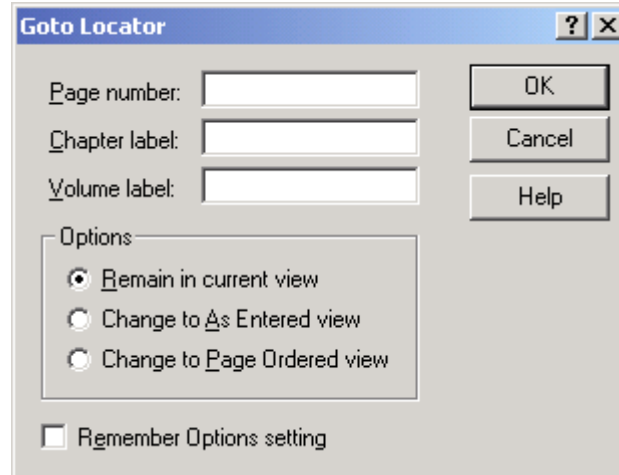 Goto Locator
Page number:
OK
Chapter label:
Cancel
Volume label:
Help
Options
Remain in current view
Change to As Entered view
Change to Page Ordered view
Remember Options setting